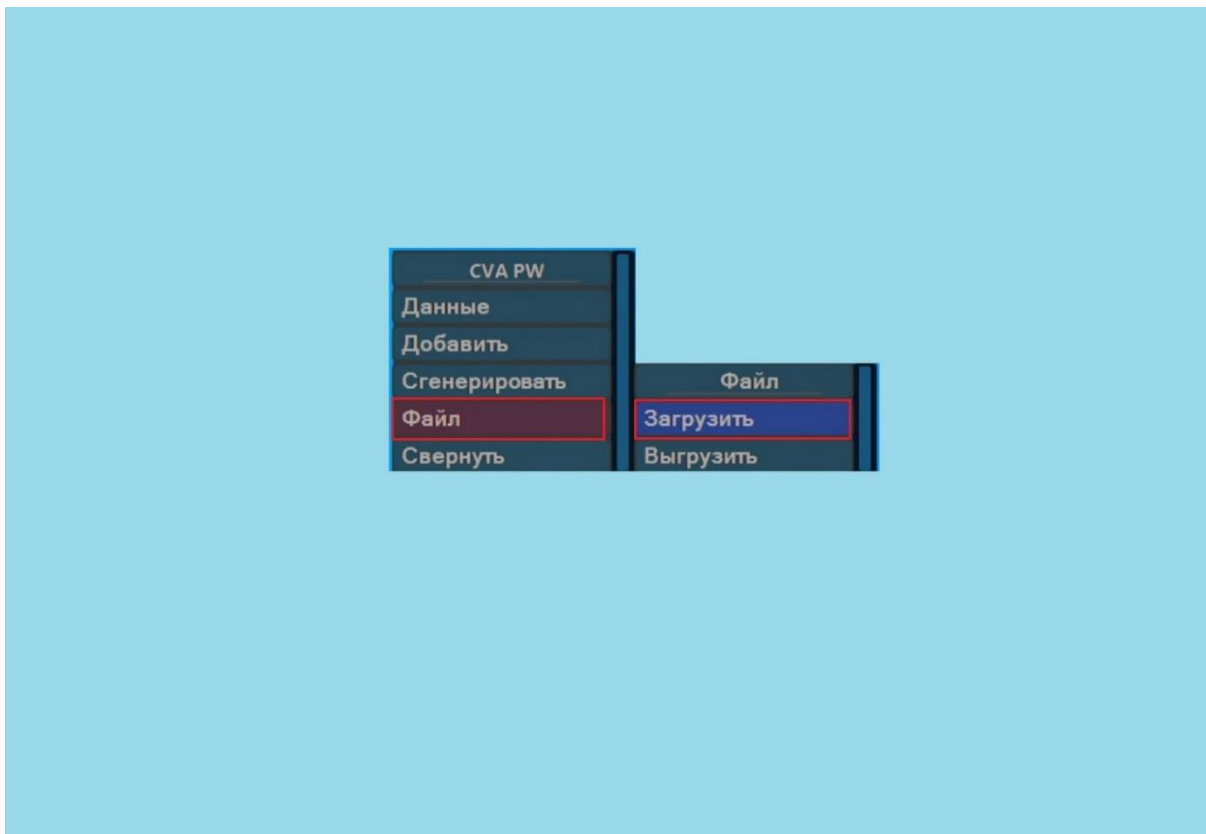 CVA PW
Данные
Добавить
Сгенерировать
Файл
Свернуть
Файл
Загрузить
Выгрузить